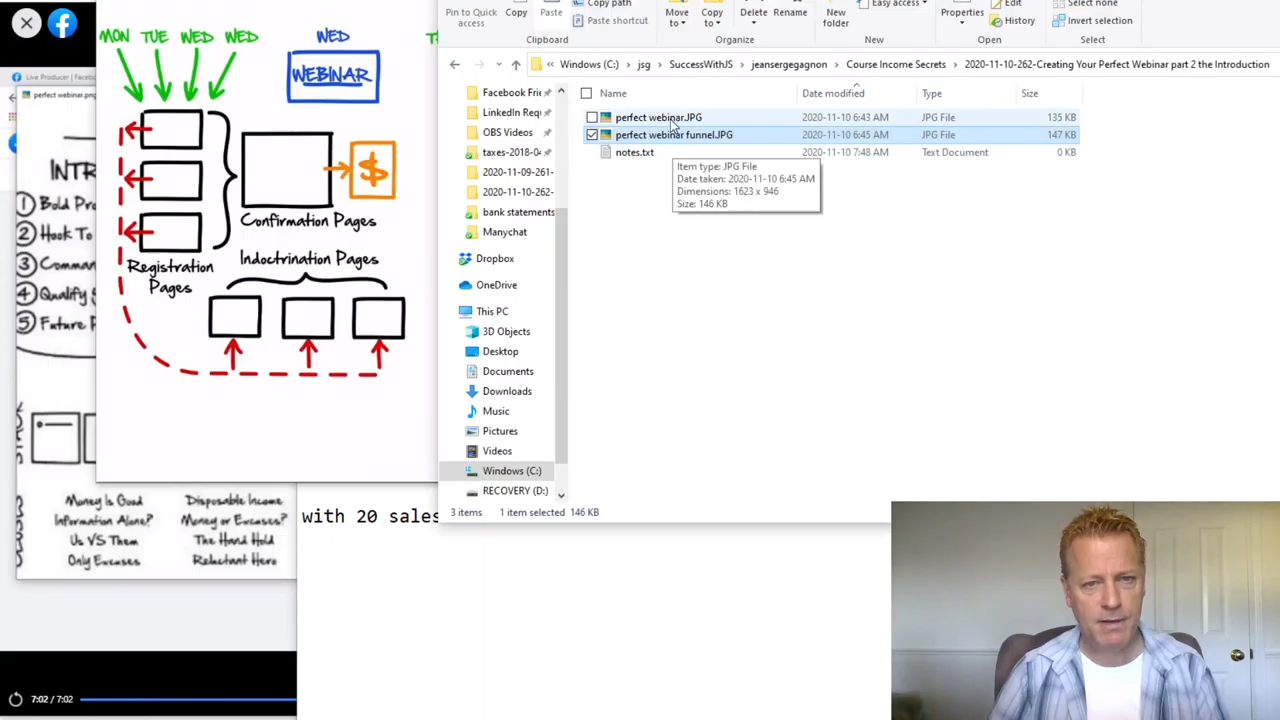 MON TUE WED WED WED
WEBINAR
Live Producer | Facebo
perfect webinar.png
INTR
1 Bold Pro
2 Hook To
3 Comman
4 Qualify
5 Future P
$
Confirmation Pages
Registration
Pages
Indoctrination Pages
Money Is Good
Information Alone?
Us VS Them
Only Excuses
Disposable Income
Money or Excuses?
The Hand Hold
Reluctant Hero
with 20 sales
7:02 / 7:02
Pin to Quick
access
Copy
Paste
Copy path
Paste shortcut
Clipboard
Move
to
Copy
to
Delete
Rename
Organize
New
folder
Easy access
New
Properties
Edit
History
Open
Select none
Invert selection
Select
« Windows (C:) > jsg > SuccessWithJS > jeansergegagnon > Course Income Secrets > 2020-11-10-262-Creating Your Perfect Webinar part 2 the Introduction
Name Date modified Type Size
perfect webinar.JPG 2020-11-10 6:43 AM JPG File 135 KB
perfect webinar funnel.JPG 2020-11-10 6:45 AM JPG File 147 KB
notes.txt 2020-11-10 7:48 AM Text Document 0 KB
Item type: JPG File
Date taken: 2020-11-10 6:45 AM
Dimensions: 1623 x 946
Size: 146 KB
Facebook Frie
LinkedIn Requ
OBS Videos
taxes-2018-04
2020-11-09-261-
2020-11-10-262-
bank statements
Manychat
Dropbox
OneDrive
This PC
3D Objects
Desktop
Documents
Downloads
Music
Pictures
Videos
Windows (C:)
RECOVERY (D:)
3 items 1 item selected 146 KB